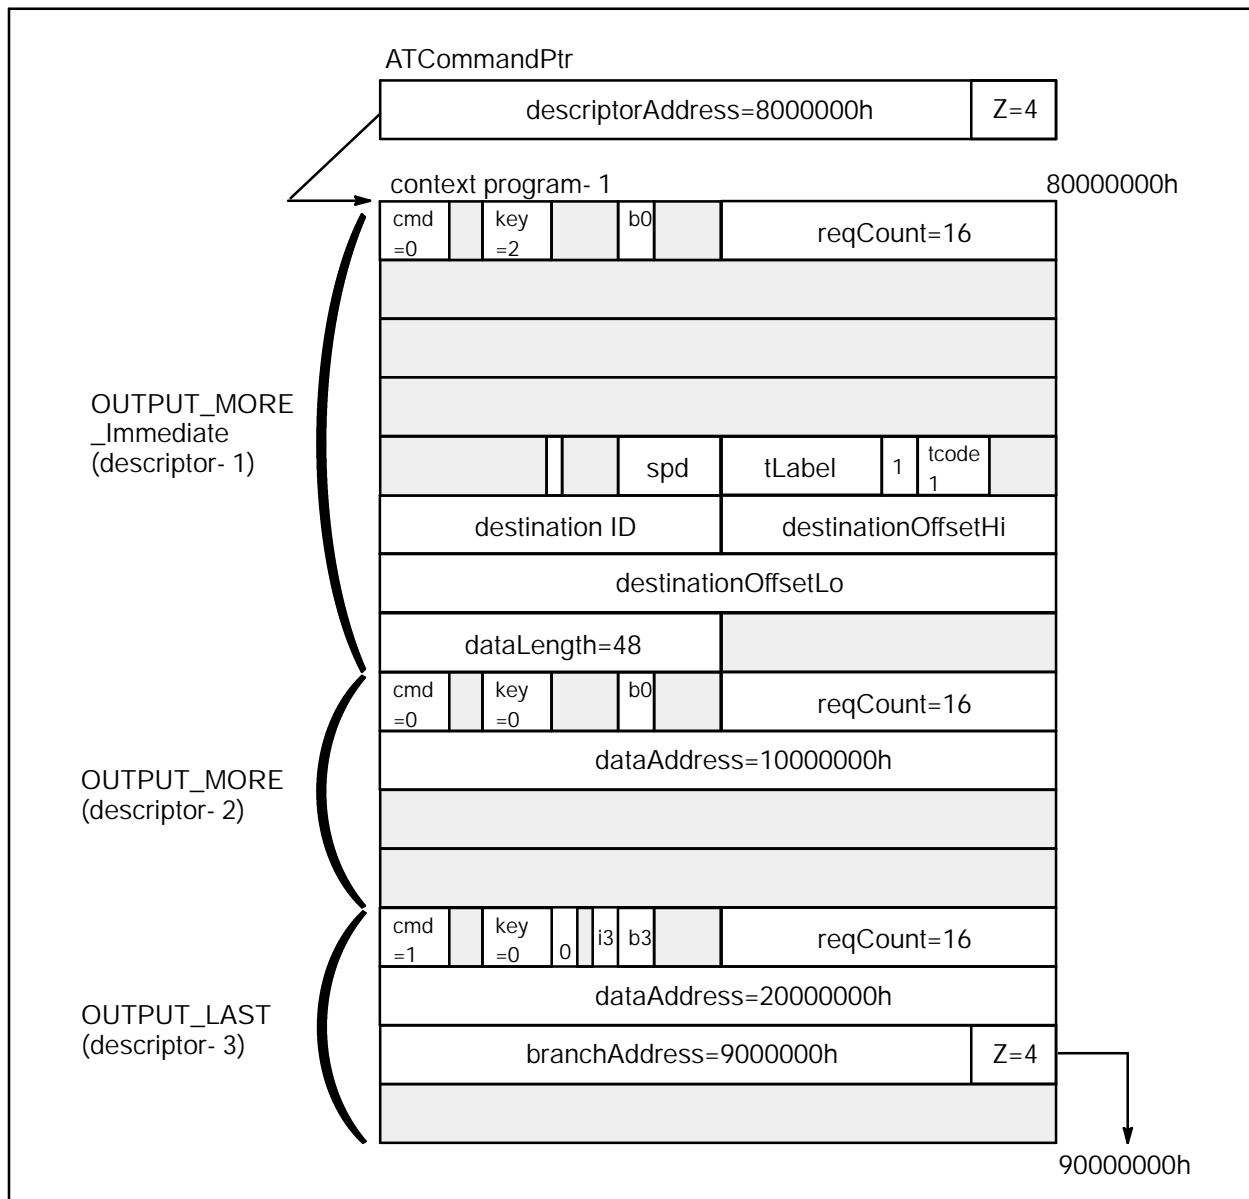 ATCommandPtr
descriptorAddress=8000000h Z=4
context program- 1 80000000h
cmd =0 key =2 b0 reqCount=16
OUTPUT_MORE
_Immediate
(descriptor- 1)
spd tLabel 1 tcode 1
destination ID destinationOffsetHi
destinationOffsetLo
dataLength=48
cmd =0 key =0 b0 reqCount=16
OUTPUT_MORE
(descriptor- 2)
dataAddress=10000000h
cmd =1 key =0 0 i3 b3 reqCount=16
OUTPUT_LAST
(descriptor- 3)
dataAddress=20000000h
branchAddress=9000000h Z=4
90000000h